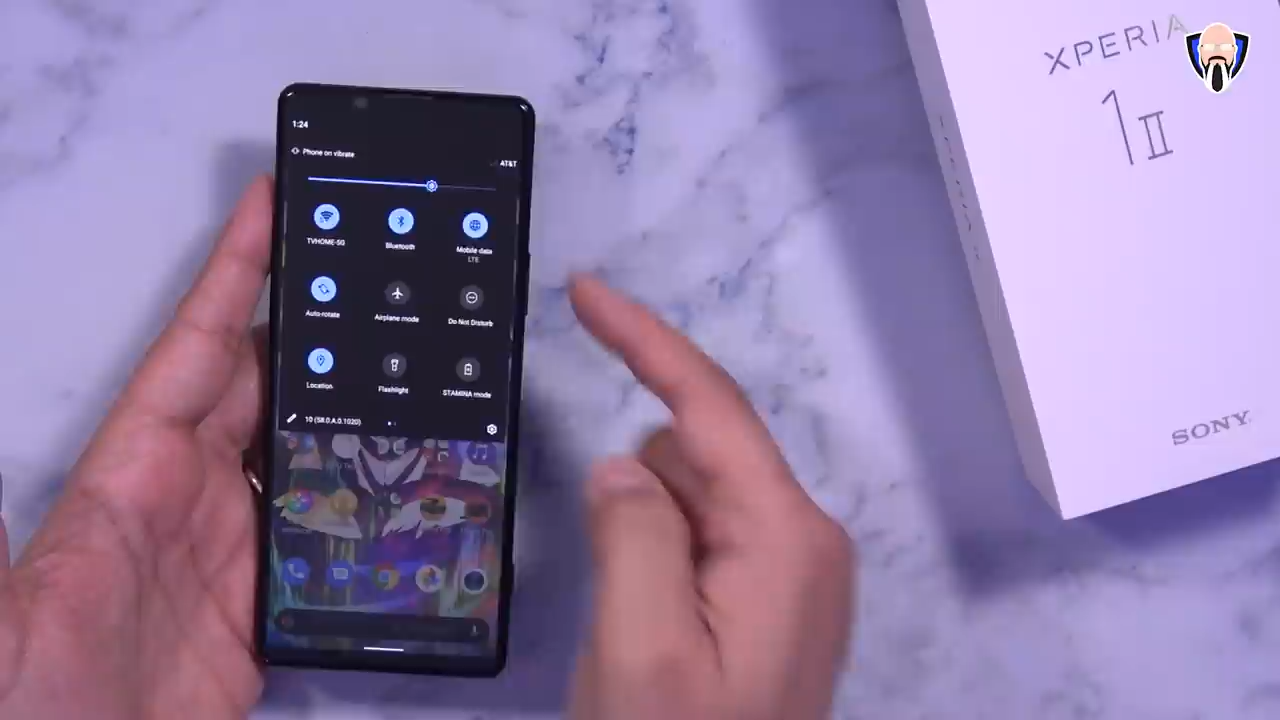 XPERIA
1 II
SONY
1:24
Phone on vibrate
AT&T
TVHOME-5G
Bluetooth
Mobile data
LTE
Auto-rotate
Airplane mode
Do Not Disturb
Location
Flashlight
STAMINA mode
10 (58.0.A.0.1020)